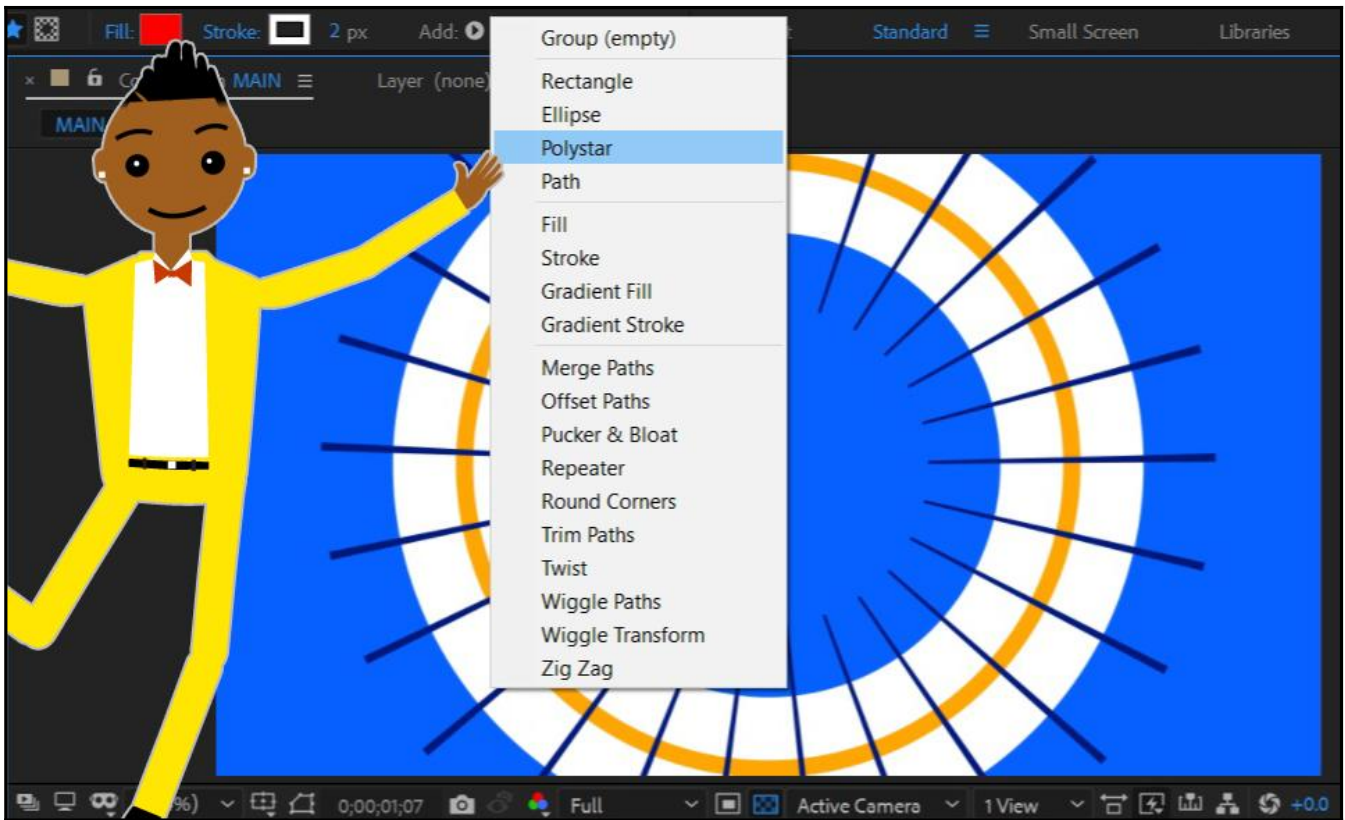 Fill: Stroke: 2 px Add: Standard Small Screen Libraries
MAIN Layer (none)
MAIN
Group (empty)
Rectangle
Ellipse
Polystar
Path
Fill
Stroke
Gradient Fill
Gradient Stroke
Merge Paths
Offset Paths
Pucker & Bloat
Repeater
Round Corners
Trim Paths
Twist
Wiggle Paths
Wiggle Transform
Zig Zag
%) 0;00;01;07 Full Active Camera 1 View +0.0